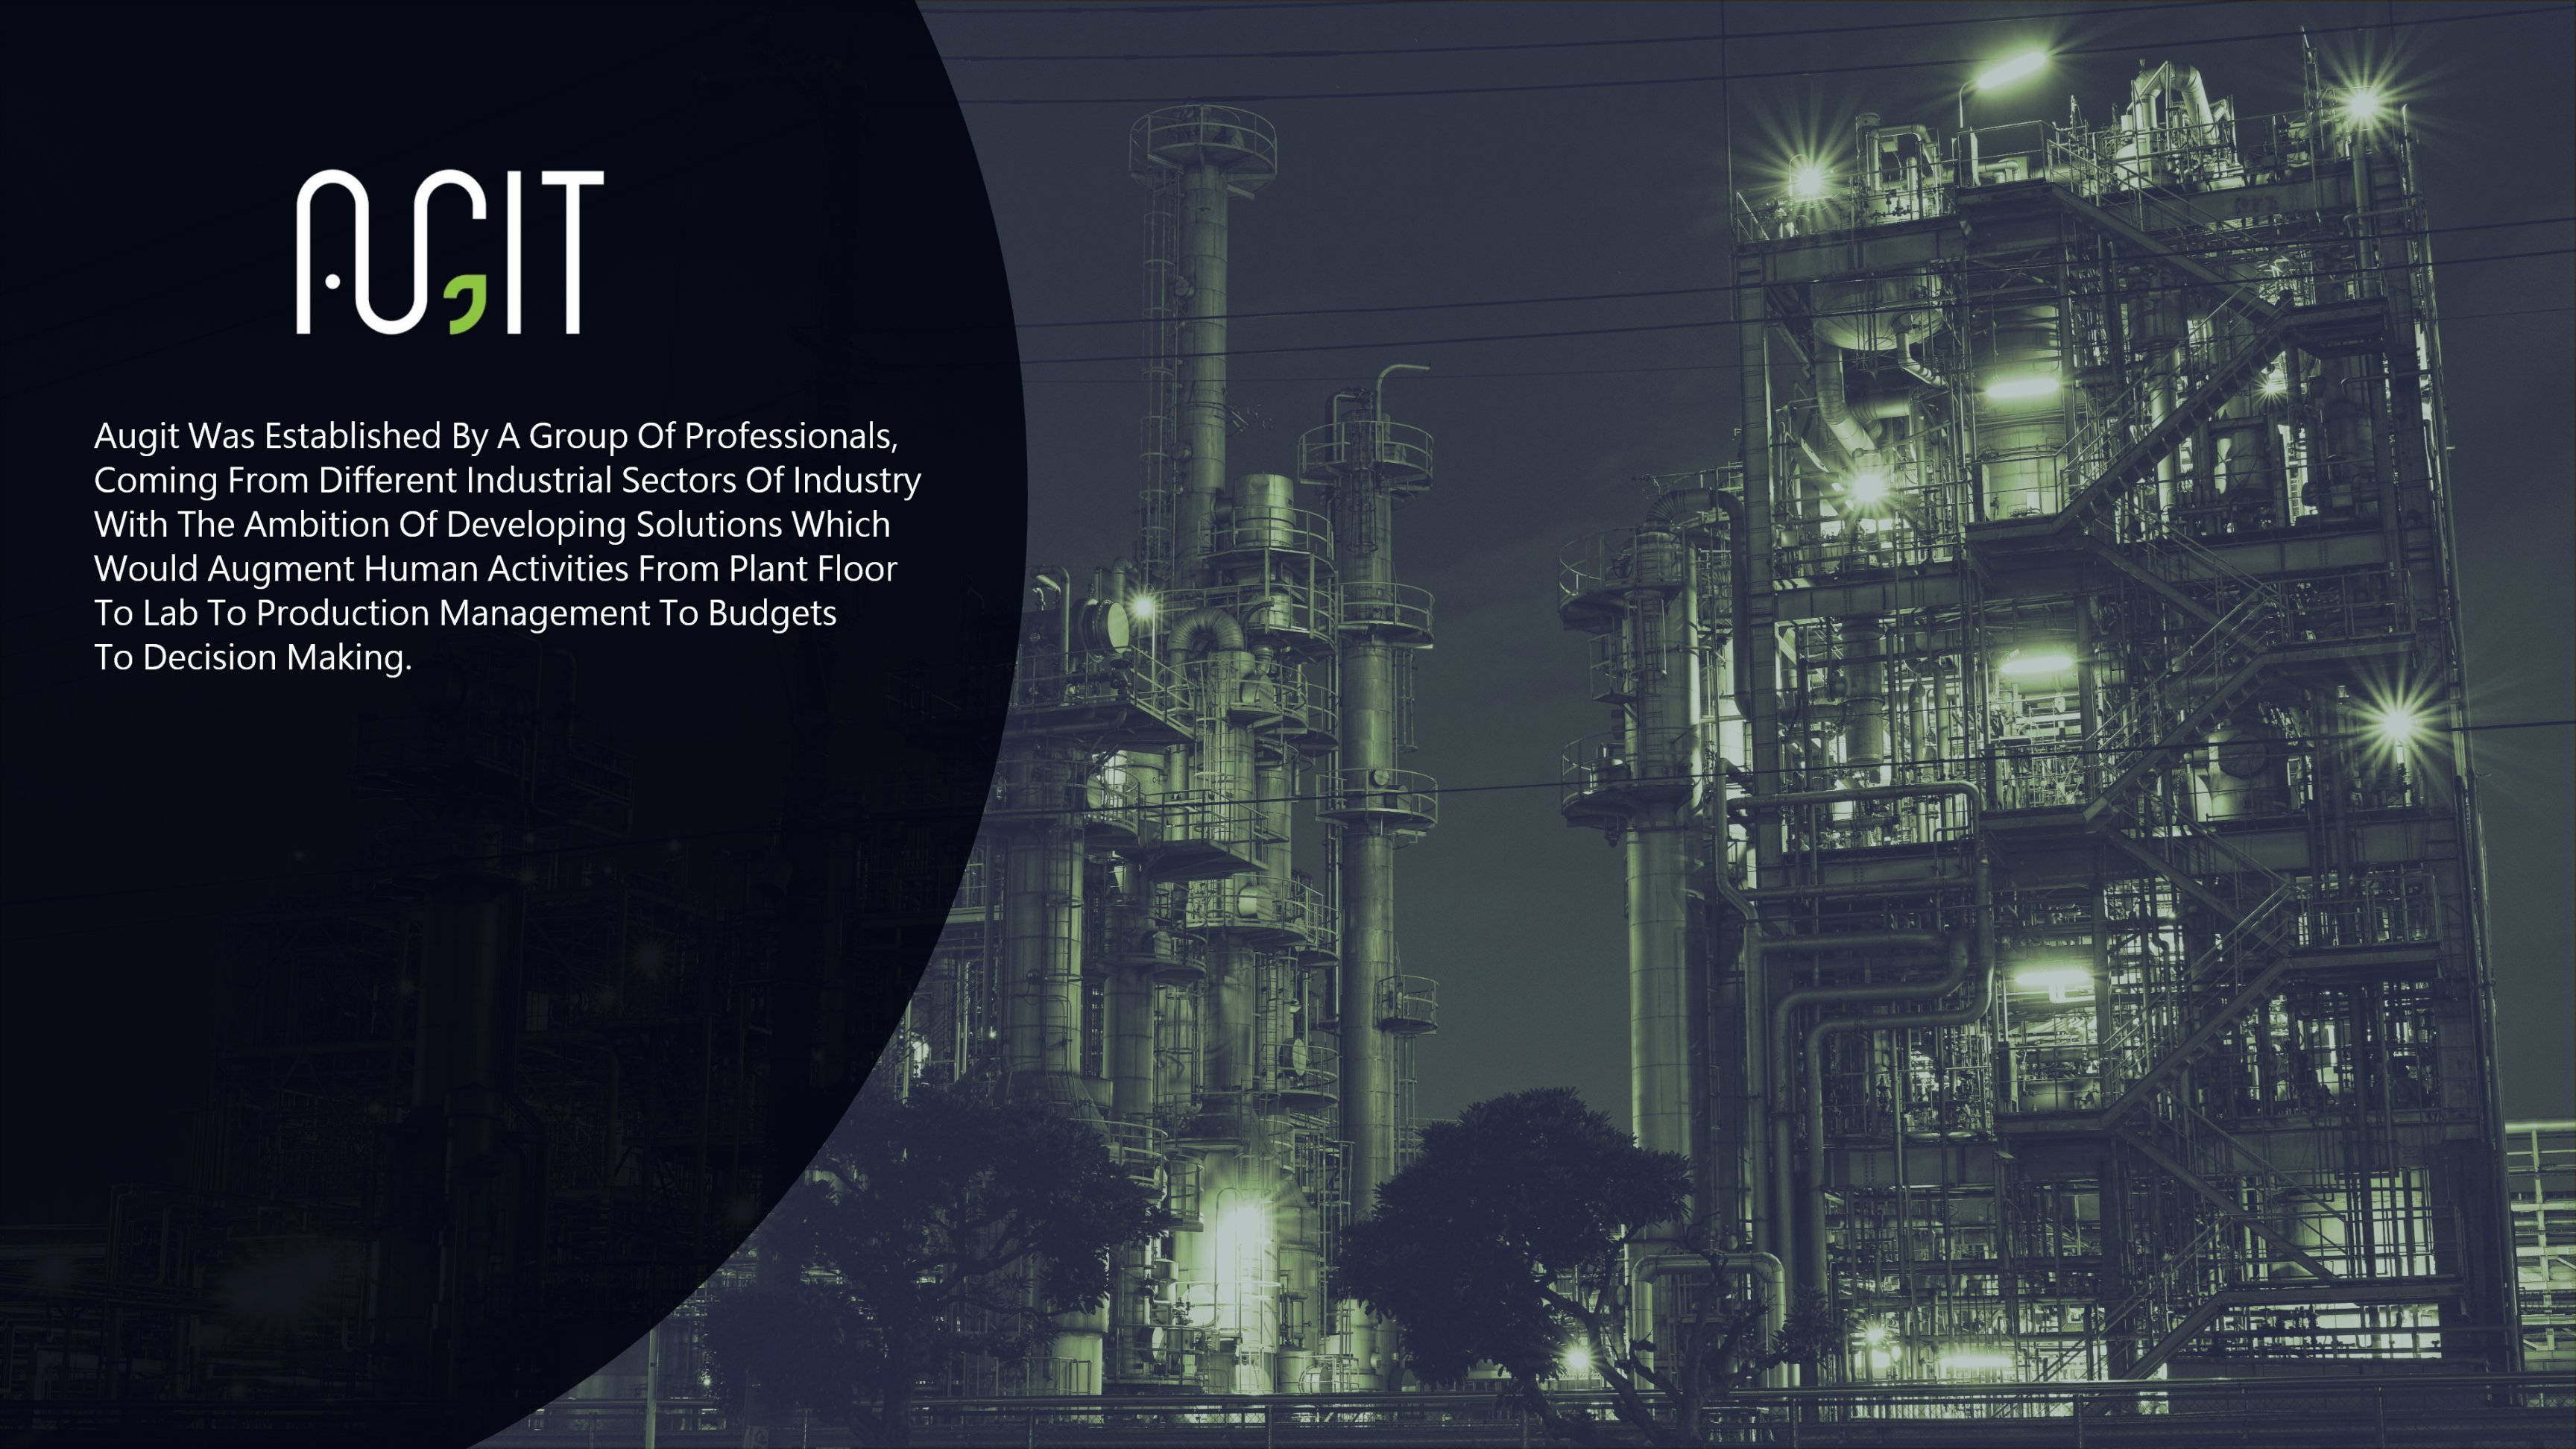 AUGIT
Augit Was Established By A Group Of Professionals,
Coming From Different Industrial Sectors Of Industry
With The Ambition Of Developing Solutions Which
Would Augment Human Activities From Plant Floor
To Lab To Production Management To Budgets
To Decision Making.